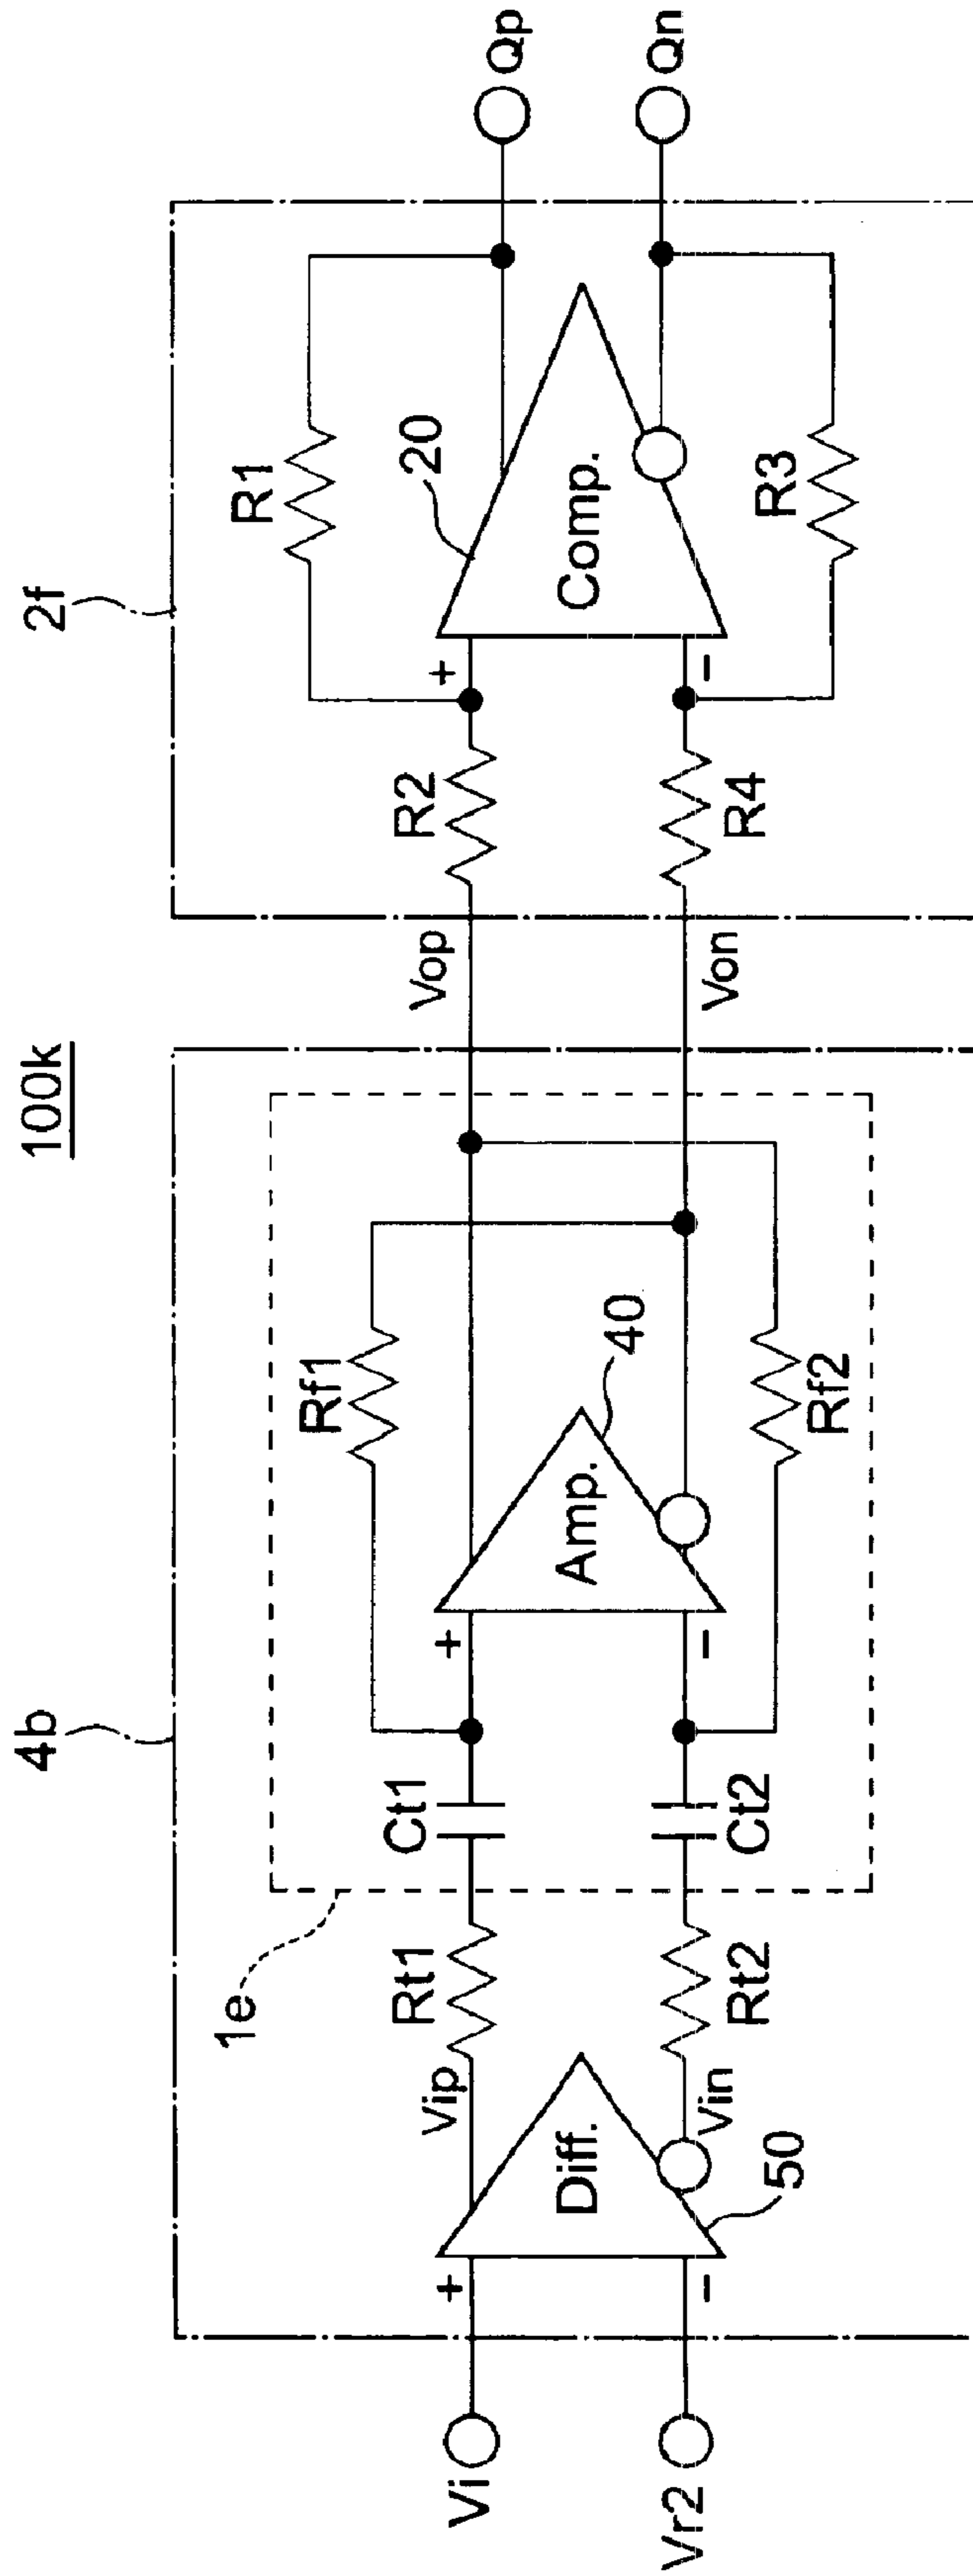 100k
4b
2f
1e
Vi
Vr2
+
−
Diff.
50
Vip
Vin
Rt1
Rt2
Ct1
Ct2
+
−
Amp.
40
Rf1
Rf2
Vop
Von
R2
R4
+
−
Comp.
20
R1
R3
Qp
Qn